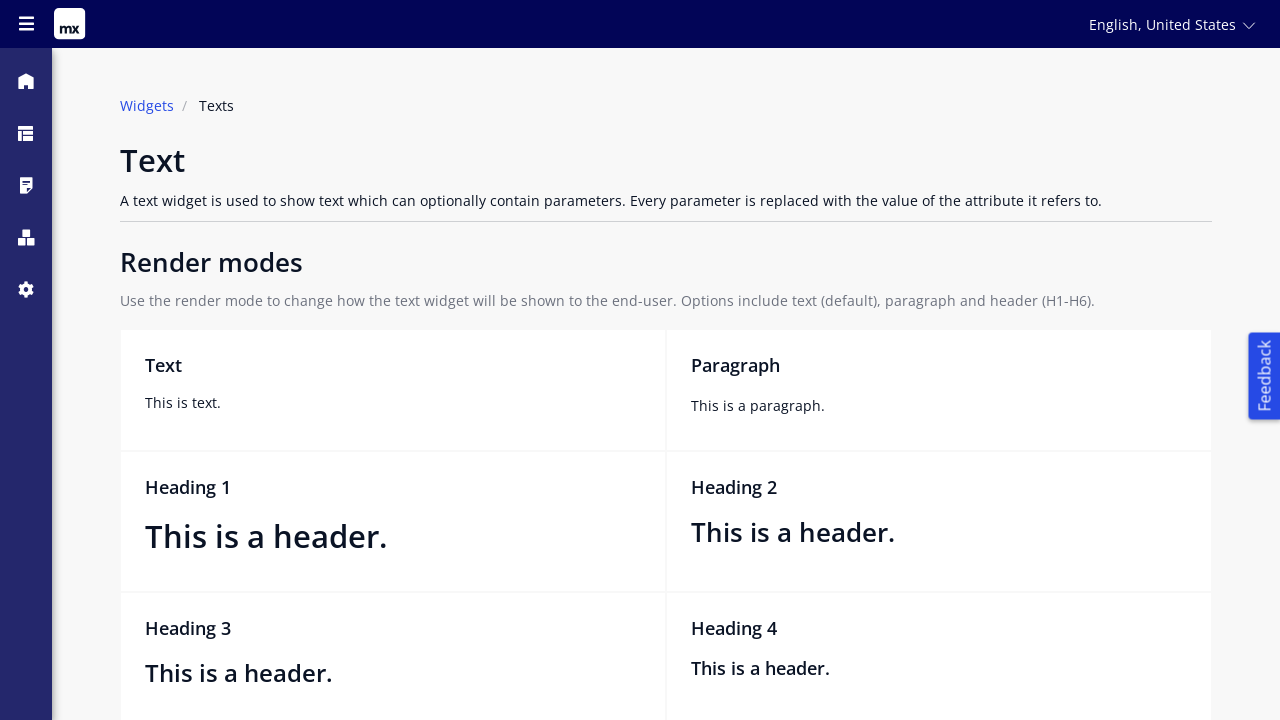 mx
English, United States
Widgets / Texts
Text
A text widget is used to show text which can optionally contain parameters. Every parameter is replaced with the value of the attribute it refers to.
Render modes
Use the render mode to change how the text widget will be shown to the end-user. Options include text (default), paragraph and header (H1-H6).
Text
This is text.
Paragraph
This is a paragraph.
Heading 1
This is a header.
Heading 2
This is a header.
Heading 3
This is a header.
Heading 4
This is a header.
Feedback